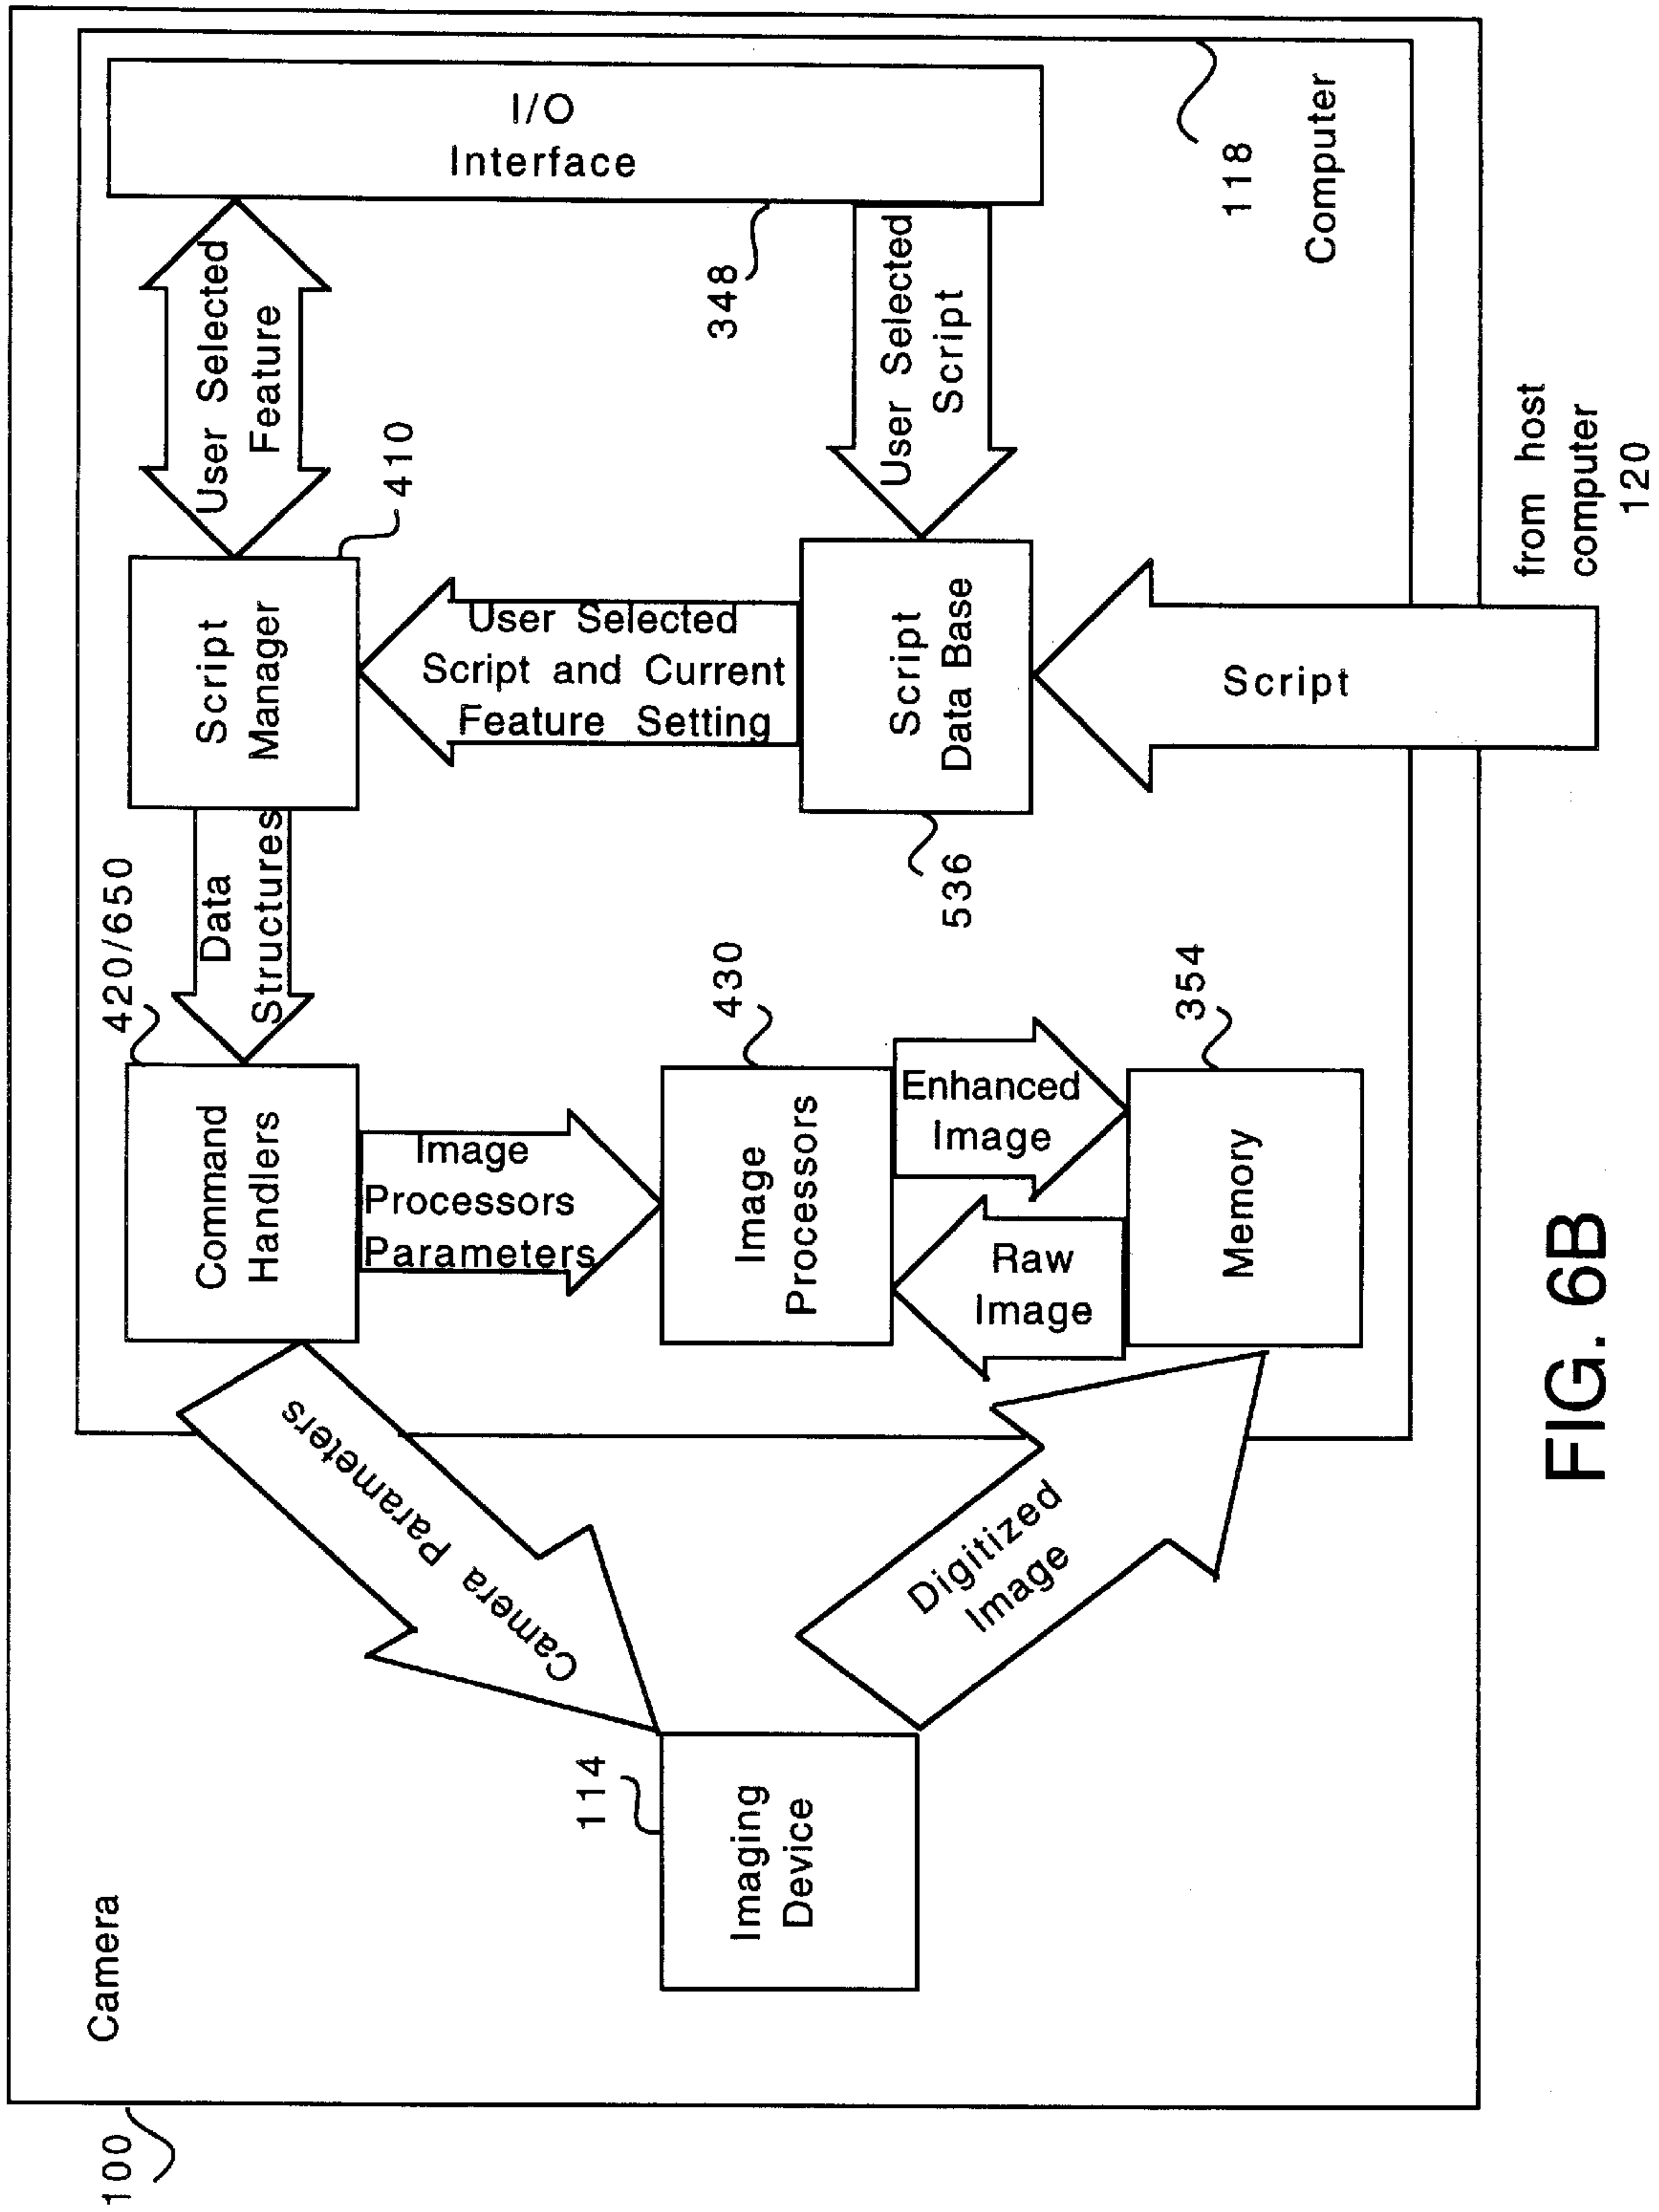 100
Camera
114
Imaging
Device
Camera Parameters
Digitized
Image
420/650
Command
Handlers
Image
Processors
Parameters
430
Image
Processors
Enhanced
Image
Raw
Image
354
Memory
Data
Structures
Script
Manager
410
User Selected
Script and Current
Feature Setting
536
Script
Data Base
Script
from host
computer
120
User Selected
Feature
348
User Selected
Script
I/O
Interface
118
Computer
FIG. 6B